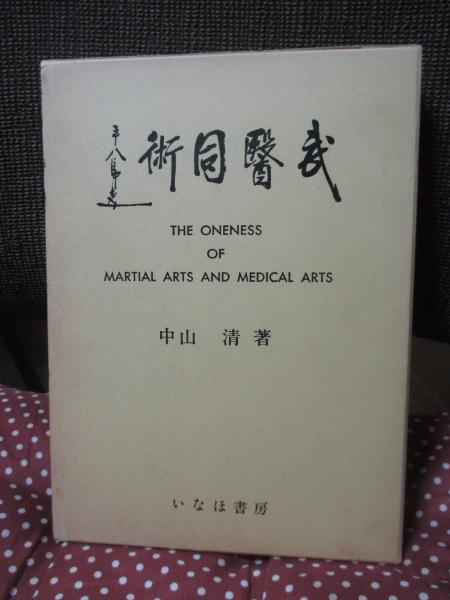 武醫同術
THE ONENESS
OF
MARTIAL ARTS AND MEDICAL ARTS
中山 清 著
いなほ書房